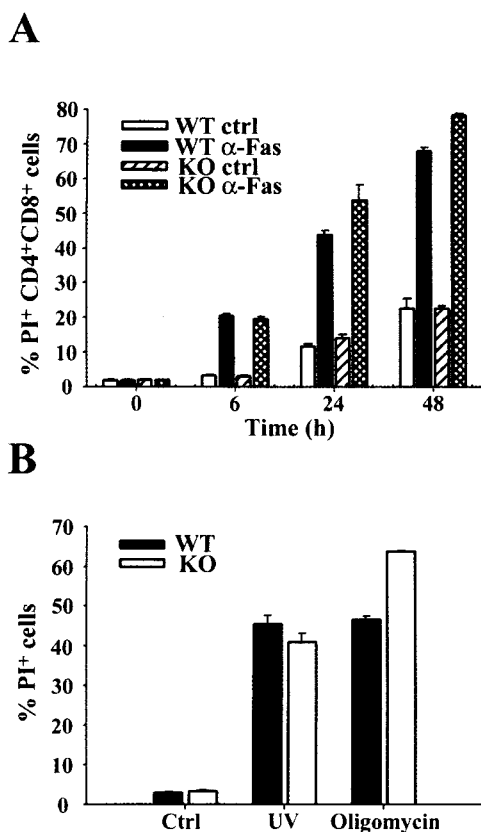 A
% PI+ CD4+CD8+ cells
80
70
60
50
40
30
20
10
0
WT ctrl
WT α-Fas
KO ctrl
KO α-Fas
0 6 24 48
Time (h)
B
% PI+ cells
70
60
50
40
30
20
10
0
WT
KO
Ctrl UV Oligomycin